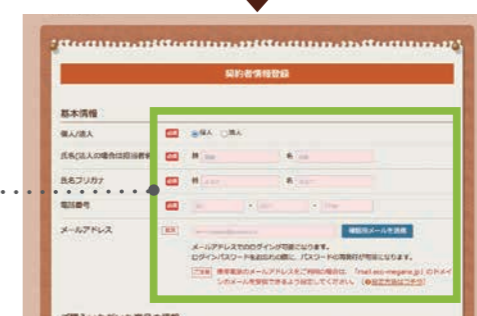 契約者情報登録
基本情報
個人/法人 必須 個人 法人
氏名(法人の場合は担当者 必須 姓 名
氏名フリガナ 必須 姓 名
電話番号 必須 - -
メールアドレス 確認用メールを送信
メールアドレスでのログインが可能になります。
ログインパスワードをお忘れの際に、パスワードの再発行が可能になります。
ご注意 携帯電話のメールアドレスをご利用の場合は、「mail.eco-megane.jp」のドメイ
ンのメールを受信できるよう設定してください。